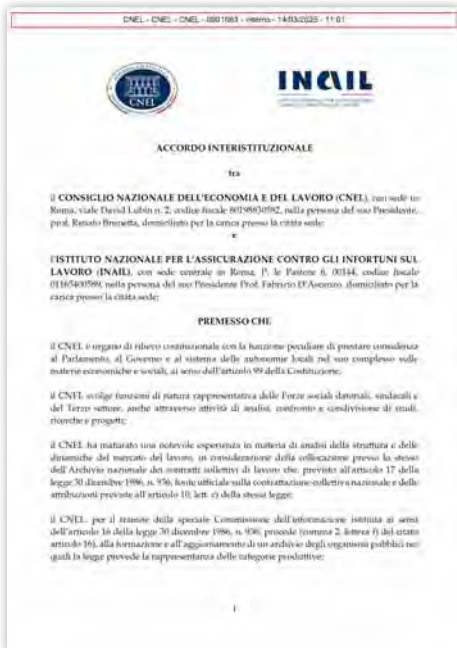 CNEL - CNEL - CNEL - 0001083 - Interno - 14/03/2025 - 11:01
CNEL
INAIL
ACCORDO INTERISTITUZIONALE
tra
il CONSIGLIO NAZIONALE DELL'ECONOMIA E DEL LAVORO (CNEL), con sede in
Roma, viale David Lubin n. 2, codice fiscale 80198830582, nella persona del suo Presidente,
prof. Renato Brunetta, domiciliato per la carica presso la citata sede;
e
l'ISTITUTO NAZIONALE PER L'ASSICURAZIONE CONTRO GLI INFORTUNI SUL
LAVORO (INAIL), con sede centrale in Roma, P. le Pastore 6, 00144, codice fiscale
01165400589, nella persona del suo Presidente Prof. Fabrizio D'Ascenzo, domiciliato per la
carica presso la citata sede;
PREMESSO CHE
il CNEL è organo di rilievo costituzionale con la funzione peculiare di prestare consulenza
al Parlamento, al Governo e al sistema delle autonomie locali nel suo complesso sulle
materie economiche e sociali, ai sensi dell'articolo 99 della Costituzione;
il CNEL svolge funzioni di natura rappresentativa delle Forze sociali datoriali, sindacali e
del Terzo settore, anche attraverso attività di analisi, confronto e condivisione di studi,
ricerche e progetti;
il CNEL ha maturato una notevole esperienza in materia di analisi della struttura e delle
dinamiche del mercato del lavoro, in considerazione della collocazione presso lo stesso
dell'Archivio nazionale dei contratti collettivi di lavoro che, previsto all'articolo 17 della
legge 30 dicembre 1986, n. 936, fonte ufficiale sulla contrattazione collettiva nazionale e delle
attribuzioni previste all'articolo 10, lett. c) della stessa legge;
il CNEL, per il tramite della speciale Commissione dell'informazione istituita ai sensi
dell'articolo 16 della legge 30 dicembre 1986, n. 936, procede (comma 2, lettera f) del citato
articolo 16), alla formazione e all'aggiornamento di un archivio degli organismi pubblici nei
quali la legge prevede la rappresentanza delle categorie produttive;
1